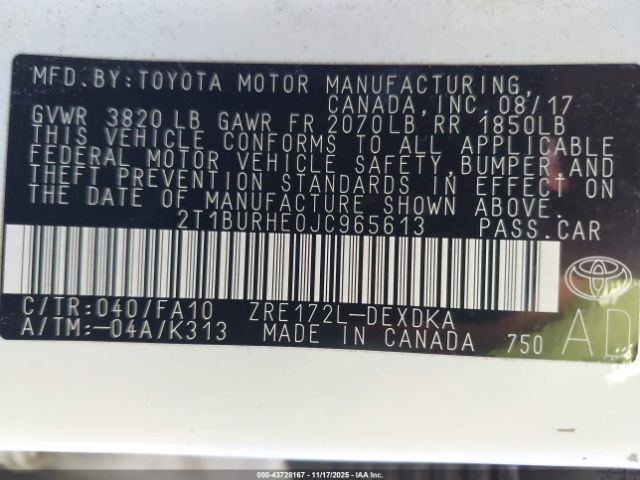 MFD. BY: TOYOTA MOTOR MANUFACTURING,
CANADA, INC. 08/17
GVWR 3820 LB GAWR FR 2070LB RR 1850LB
THIS VEHICLE CONFORMS TO ALL APPLICABLE
FEDERAL MOTOR VEHICLE SAFETY, BUMPER AND
THEFT PREVENTION STANDARDS IN EFFECT ON
THE DATE OF MANUFACTURE SHOWN ABOVE.
2T1BURHE0JC965613 PASS.CAR
C/TR:040/FA10 ZRE172L-DEXDKA
A/TM:-04A/K313 MADE IN CANADA 750 AD
000-43728167 - 11/17/2025 - IAA Inc.